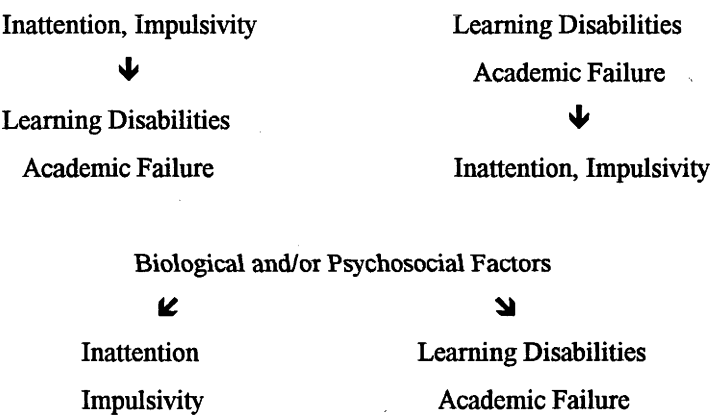 Inattention, Impulsivity
Learning Disabilities
Academic Failure
Learning Disabilities
Academic Failure
Inattention, Impulsivity
Biological and/or Psychosocial Factors
Inattention
Impulsivity
Learning Disabilities
Academic Failure